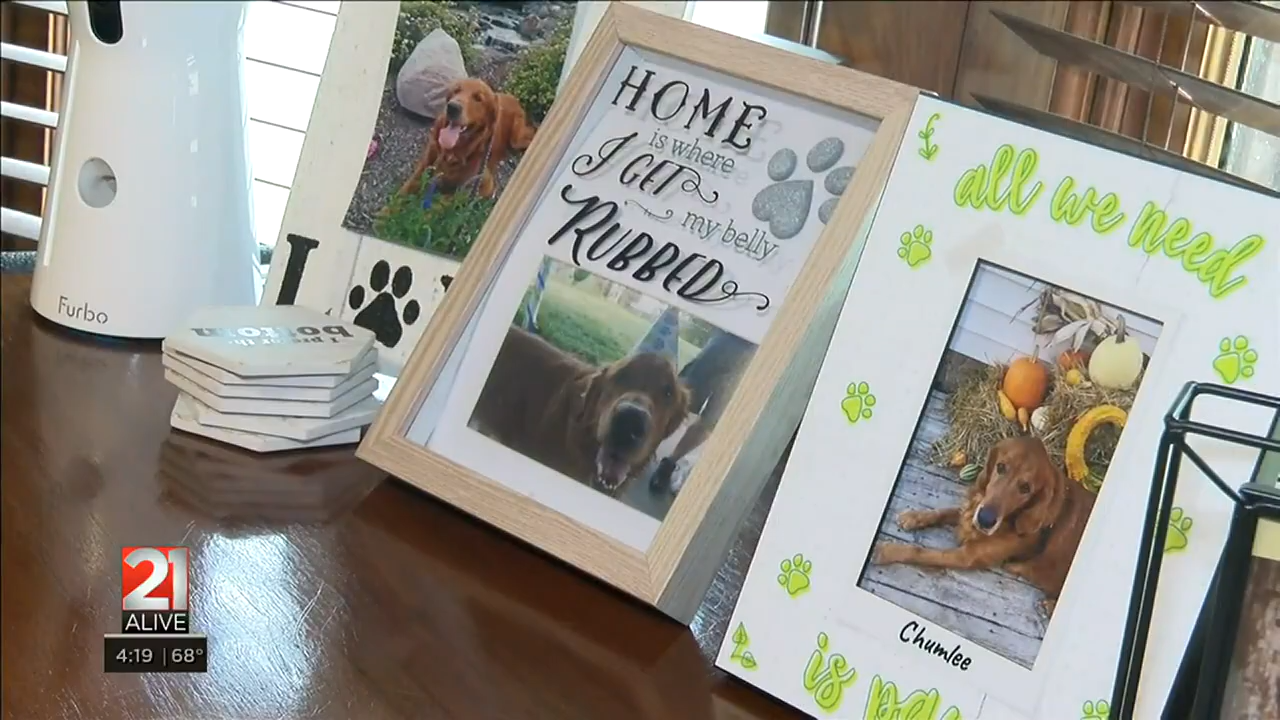 Furbo
I
HOME
is where
I GET
my belly
RUBBED
all we need
Chumlee
is
21
ALIVE
4:19 | 68°